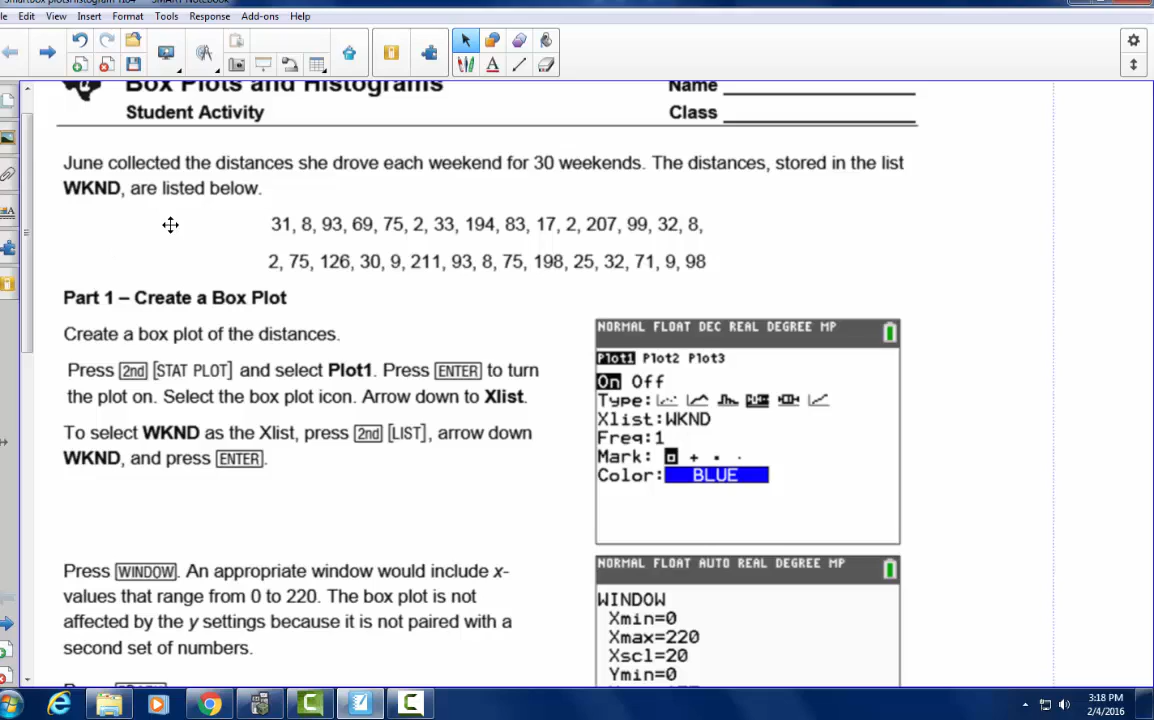 File Edit View Insert Format Tools Response Add-ons Help
Box Plots and Histograms
Name
Student Activity
Class
June collected the distances she drove each weekend for 30 weekends. The distances, stored in the list
WKND, are listed below.
31, 8, 93, 69, 75, 2, 33, 194, 83, 17, 2, 207, 99, 32, 8,
2, 75, 126, 30, 9, 211, 93, 8, 75, 198, 25, 32, 71, 9, 98
Part 1 – Create a Box Plot
Create a box plot of the distances.
Press 2nd [STAT PLOT] and select Plot1. Press ENTER to turn
the plot on. Select the box plot icon. Arrow down to Xlist.
To select WKND as the Xlist, press 2nd [LIST], arrow down
WKND, and press ENTER.
NORMAL FLOAT DEC REAL DEGREE MP
Plot1 Plot2 Plot3
On Off
Type:
Xlist:WKND
Freq:1
Mark:
Color: BLUE
Press WINDOW. An appropriate window would include x-
values that range from 0 to 220. The box plot is not
affected by the y settings because it is not paired with a
second set of numbers.
NORMAL FLOAT AUTO REAL DEGREE MP
WINDOW
Xmin=0
Xmax=220
Xscl=20
Ymin=0
3:18 PM
2/4/2016